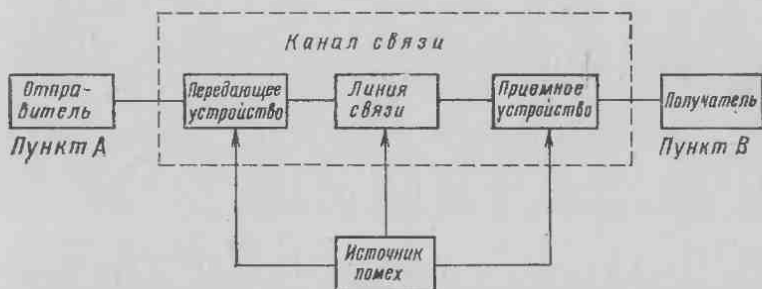 Канал связи
Отпра-
витель
Передающее
устройство
Линия
связи
Приемное
устройство
Получатель
Пункт А
Пункт В
Источник
помех